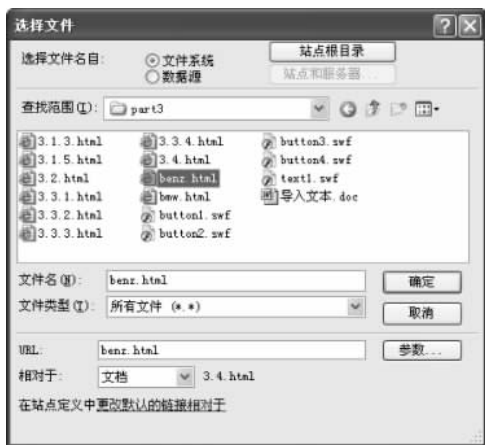 选择文件
选择文件名自: 文件系统 站点根目录
数据源 站点和服务器...
查找范围(I): part3
3.1.3.html 3.3.4.html button3.swf
3.1.5.html 3.4.html button4.swf
3.2.html benz.html text1.swf
3.3.1.html bmw.html 导入文本.doc
3.3.2.html button1.swf
3.3.3.html button2.swf
文件名(N): benz.html 确定
文件类型(T): 所有文件 (*.*) 取消
URL: benz.html 参数...
相对于: 文档 3.4.html
在站点定义中更改默认的链接相对于